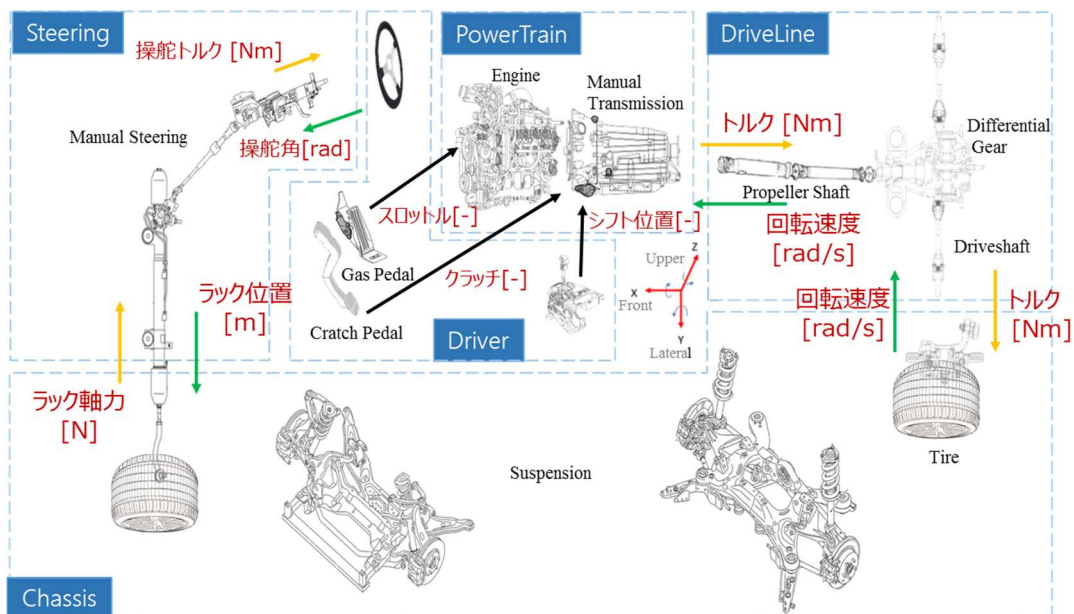 Steering
操舵トルク [Nm]
Manual Steering
操舵角[rad]
ラック位置
[m]
ラック軸力
[N]
PowerTrain
Engine
Manual
Transmission
スロットル[-]
Gas Pedal
クラッチ[-]
Cratch Pedal
シフト位置[-]
Driver
Upper
Z
X
Front
Y
Lateral
DriveLine
トルク [Nm]
Differential
Gear
Propeller Shaft
回転速度
[rad/s]
Driveshaft
回転速度
[rad/s]
トルク
[Nm]
Tire
Suspension
Chassis